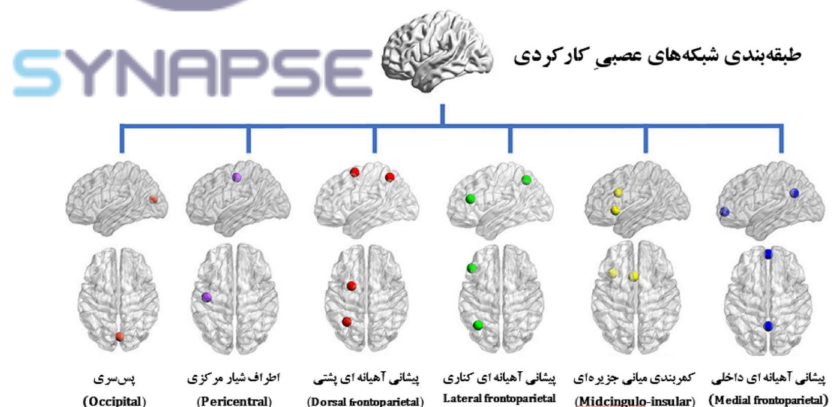 SYNAPSE
طبقه‌بندی شبکه‌های عصبیِ کارکردی
پس‌سری
(Occipital)
اطراف شیار مرکزی
(Pericentral)
پیشانی آهیانه ای پشتی
(Dorsal frontoparietal)
پیشانی آهیانه ای کناری
Lateral frontoparietal
کمربندی میانی جزیره‌ای
(Midcingulo-insular)
پیشانی آهیانه ای داخلی
(Medial frontoparietal)